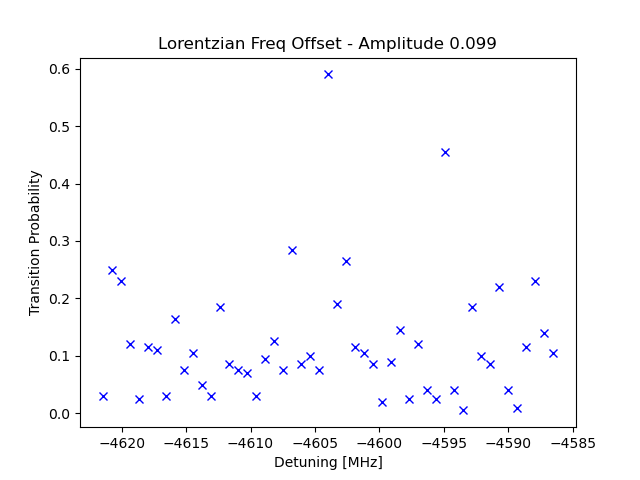 Lorentzian Freq Offset - Amplitude 0.099
Transition Probability
0.6
0.5
0.4
0.3
0.2
0.1
0.0
−4620 −4615 −4610 −4605 −4600 −4595 −4590 −4585
Detuning [MHz]